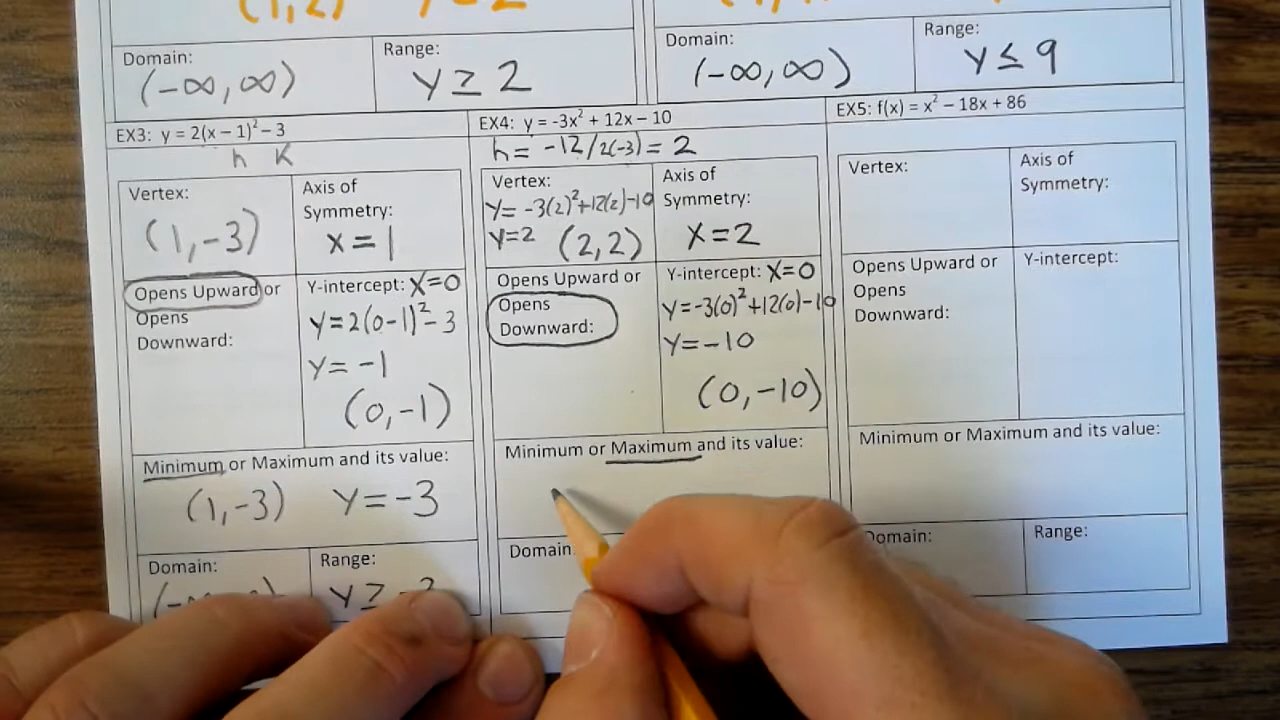 Domain:
(-∞, ∞)
Range:
y ≥ 2
Domain:
(-∞, ∞)
Range:
y ≤ 9
EX3: y = 2(x – 1)² – 3
h K
Vertex:
(1, -3)
Axis of
Symmetry:
x = 1
Opens Upward or
Opens
Downward:
Y-intercept: x=0
y = 2(0-1)² - 3
y = -1
(0, -1)
Minimum or Maximum and its value:
(1, -3) y = -3
Domain:
Range:
EX4: y = -3x² + 12x – 10
h = -12/2(-3) = 2
Vertex:
y = -3(2)²+12(2)-10
y=2 (2,2)
Axis of
Symmetry:
x=2
Opens Upward or
Opens
Downward:
Y-intercept: x=0
y=-3(0)²+12(0)-10
y=-10
(0, -10)
Minimum or Maximum and its value:
Domain
EX5: f(x) = x² – 18x + 86
Vertex:
Axis of
Symmetry:
Opens Upward or
Opens
Downward:
Y-intercept:
Minimum or Maximum and its value:
Domain:
Range: